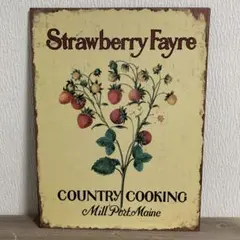 Strawberry Fayre
COUNTRY COOKING
Mill Port Maine